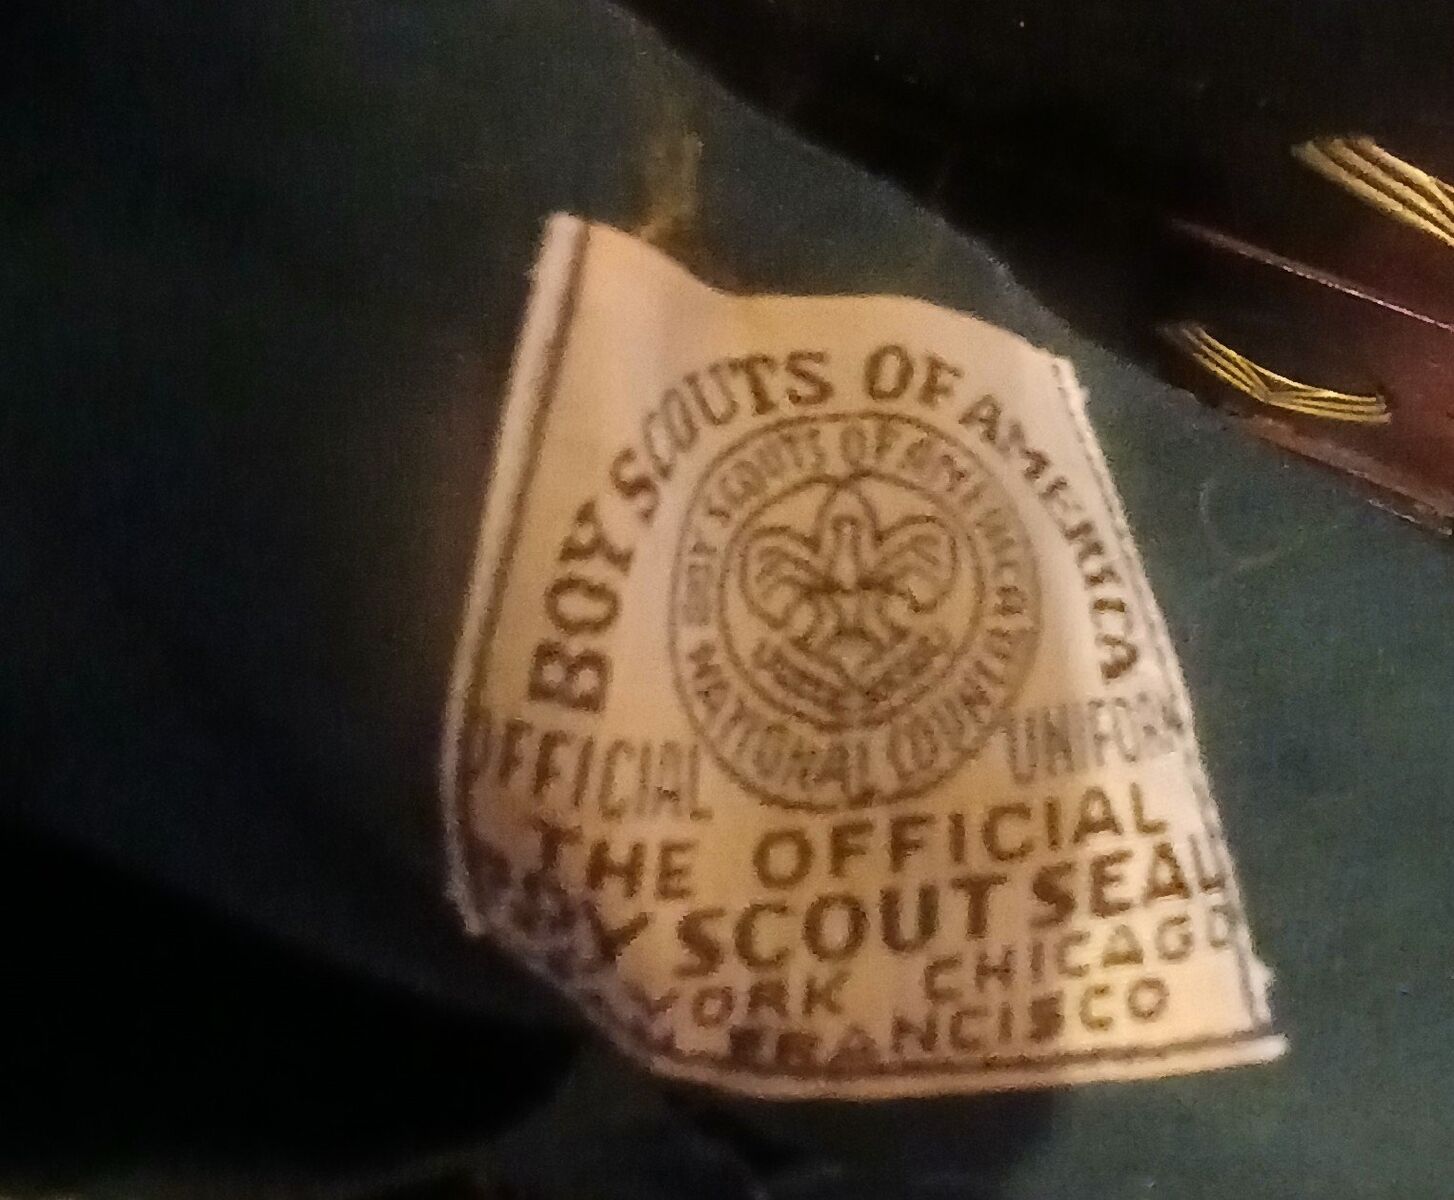 BOY SCOUTS OF AMERICA
BOY SCOUTS OF AMERICA
NATIONAL COUNCIL
OFFICIAL UNIFORM
THE OFFICIAL
BOY SCOUT SEAL
YORK CHICAGO
FRANCISCO